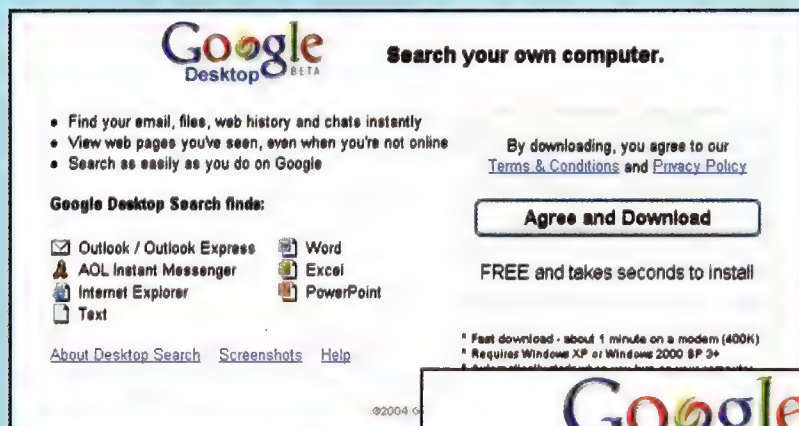 Google
Desktop BETA
Search your own computer.
• Find your email, files, web history and chats instantly
• View web pages you've seen, even when you're not online
• Search as easily as you do on Google
By downloading, you agree to our
Terms & Conditions and Privacy Policy
Google Desktop Search finds:
Agree and Download
Outlook / Outlook Express
Word
AOL Instant Messenger
Excel
Internet Explorer
PowerPoint
Text
FREE and takes seconds to install
* Fast download - about 1 minute on a modem (400K)
* Requires Windows XP or Windows 2000 SP 3+
About Desktop Search Screenshots Help
©2004 G
Google